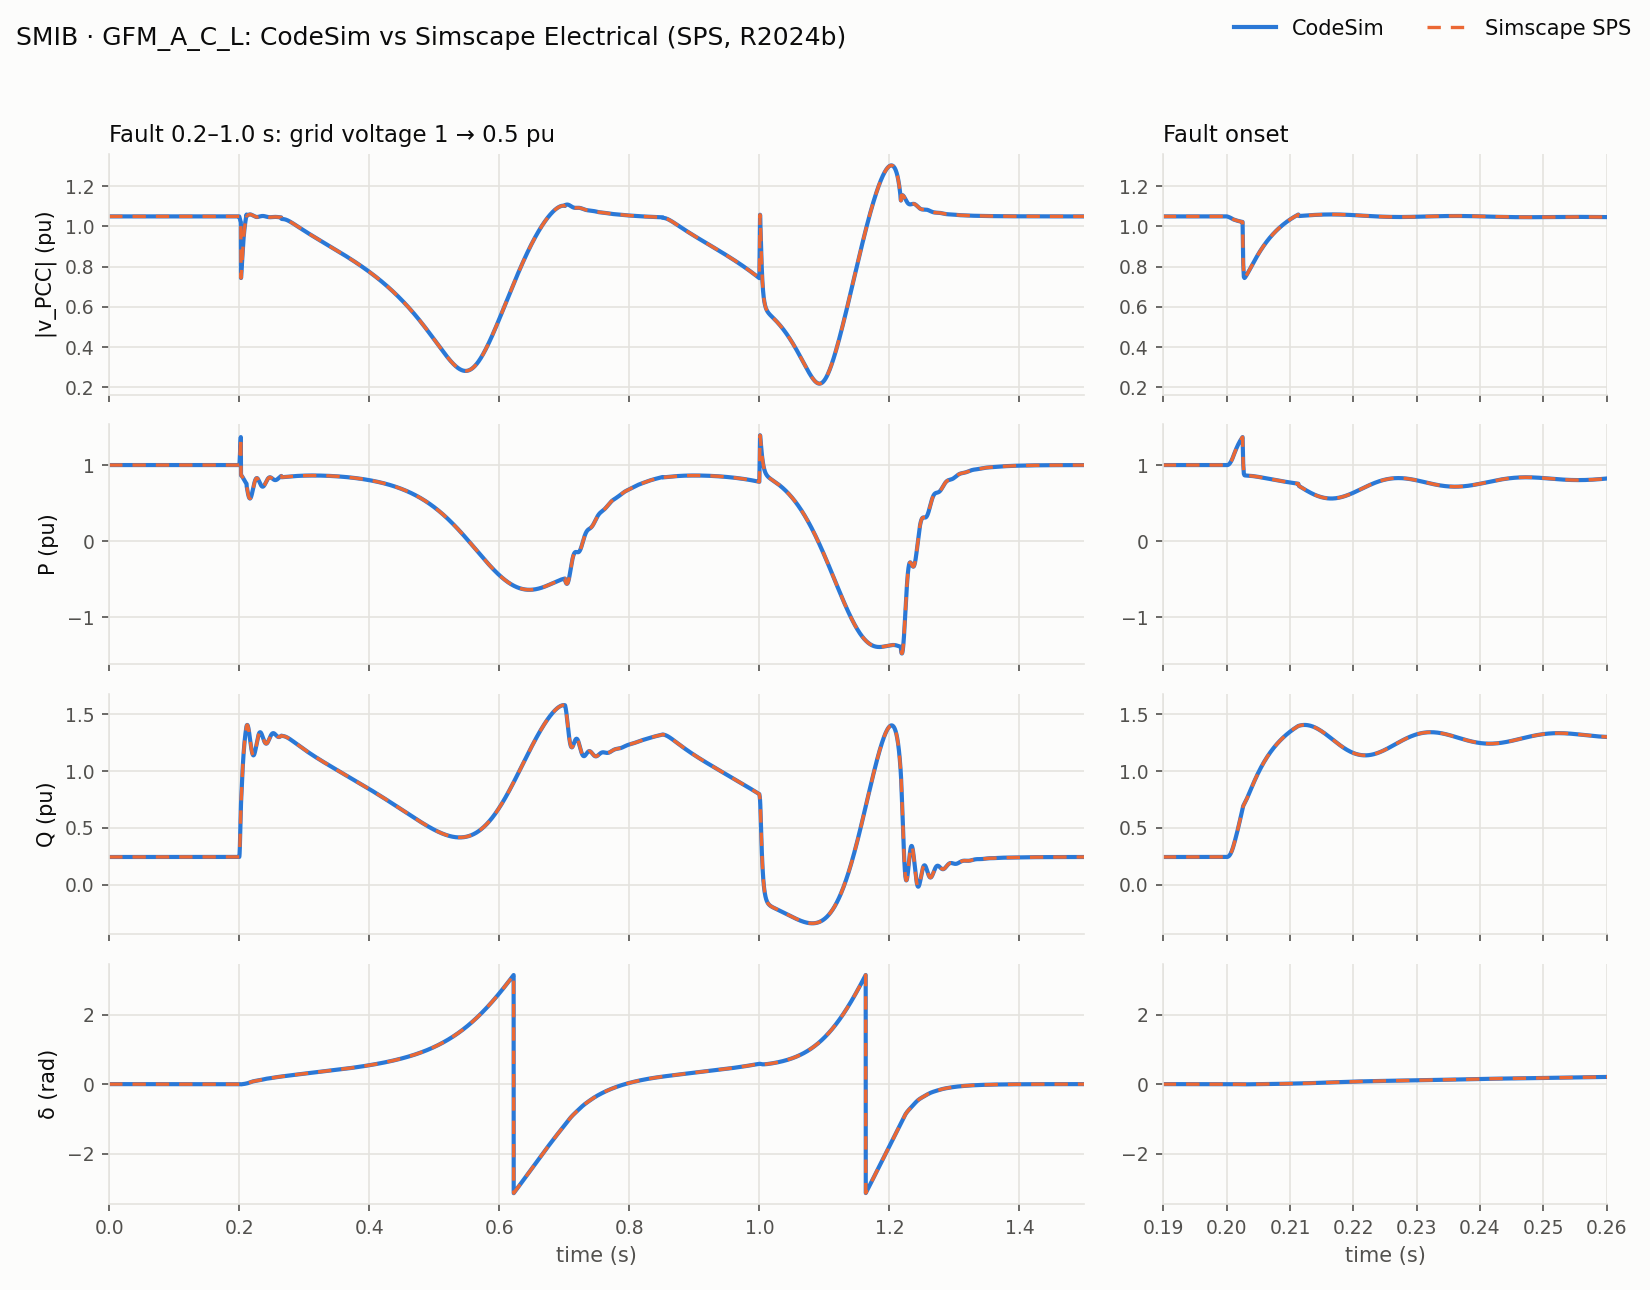 SMIB · GFM_A_C_L: CodeSim vs Simscape Electrical (SPS, R2024b)
CodeSim
Simscape SPS
Fault 0.2–1.0 s: grid voltage 1 → 0.5 pu
Fault onset
|v_PCC| (pu)
1.2
1.0
0.8
0.6
0.4
0.2
1.2
1.0
0.8
0.6
0.4
0.2
P (pu)
1
0
−1
1
0
−1
Q (pu)
1.5
1.0
0.5
0.0
1.5
1.0
0.5
0.0
δ (rad)
2
0
−2
2
0
−2
0.0 0.2 0.4 0.6 0.8 1.0 1.2 1.4
time (s)
0.19 0.20 0.21 0.22 0.23 0.24 0.25 0.26
time (s)